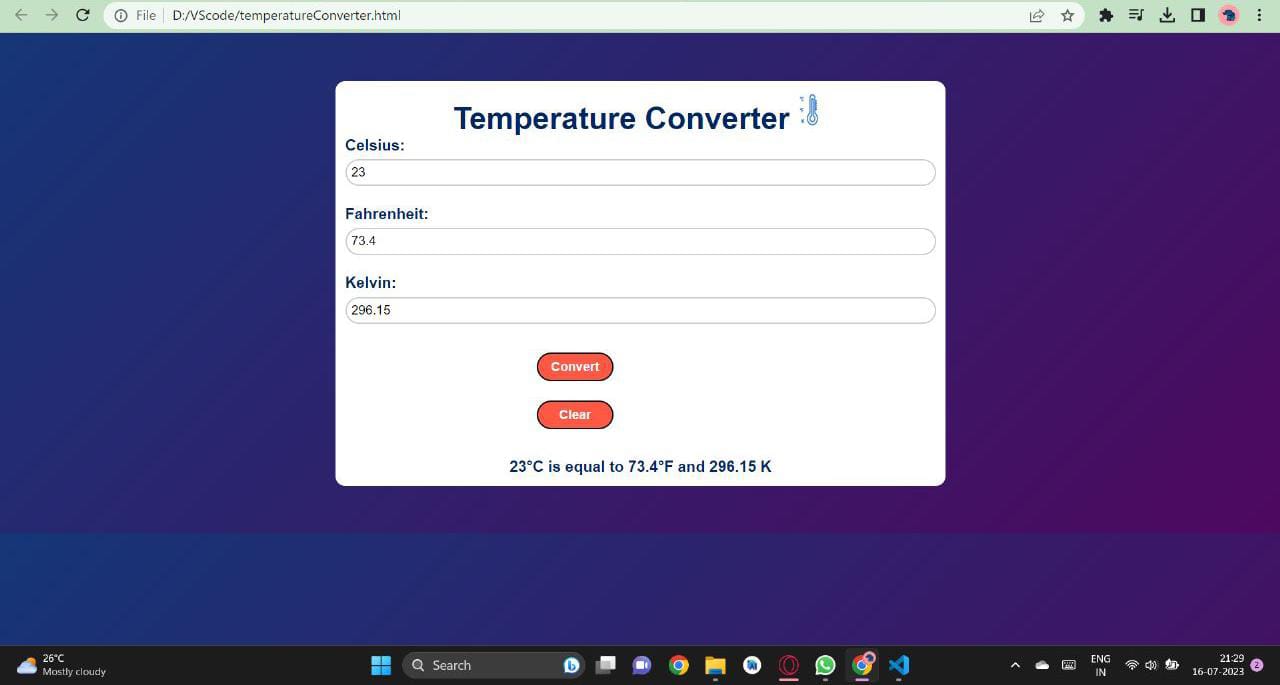 File D:/VScode/temperatureConverter.html
Temperature Converter
Celsius:
23
Fahrenheit:
73.4
Kelvin:
296.15
Convert
Clear
23°C is equal to 73.4°F and 296.15 K
26°C
Mostly cloudy
Search
ENG
IN
21:29
16-07-2023
2